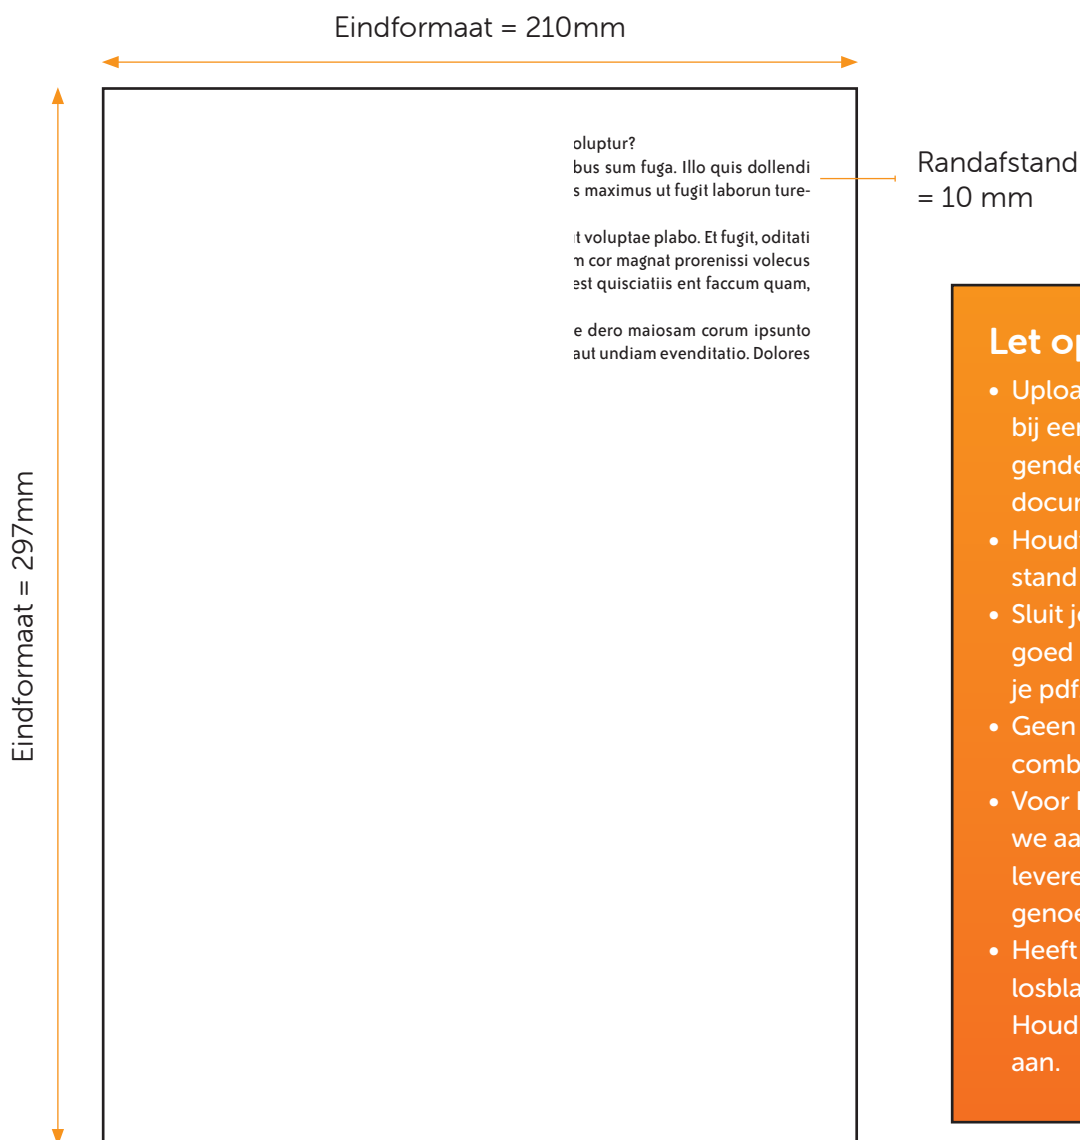 Eindformaat = 210mm
oluptur?
bus sum fuga. Illo quis dollendi
s maximus ut fugit laborun ture-
t voluptae plabo. Et fugit, oditati
m cor magnat prorenissi volecus
est quisciatiis ent faccum quam,
e dero maiosam corum ipsunto
aut undiam evenditatio. Dolores
Randafstand
= 10 mm
Eindformaat = 297mm
Let op
• Uploa
bij een
gende
docum
• Houdt
stand
• Sluit je
goed
je pdf
• Geen
comb
• Voor
we aa
levere
genoe
• Heeft
losbla
Houd
aan.